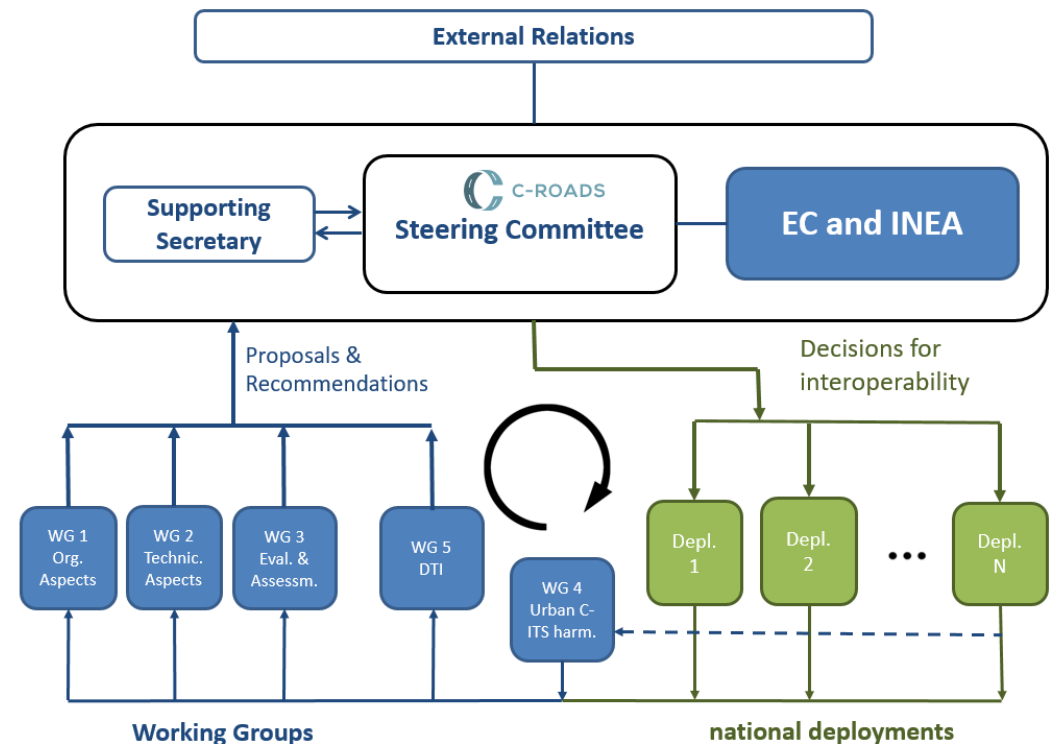 External Relations
C-ROADS
Supporting
Secretary
Steering Committee
EC and INEA
Proposals &
Recommendations
Decisions for
interoperability
WG 1
Org.
Aspects
WG 2
Technic.
Aspects
WG 3
Eval. &
Assessm.
WG 5
DTI
WG 4
Urban C-
ITS harm.
Depl.
1
Depl.
2
...
Depl.
N
Working Groups
national deployments